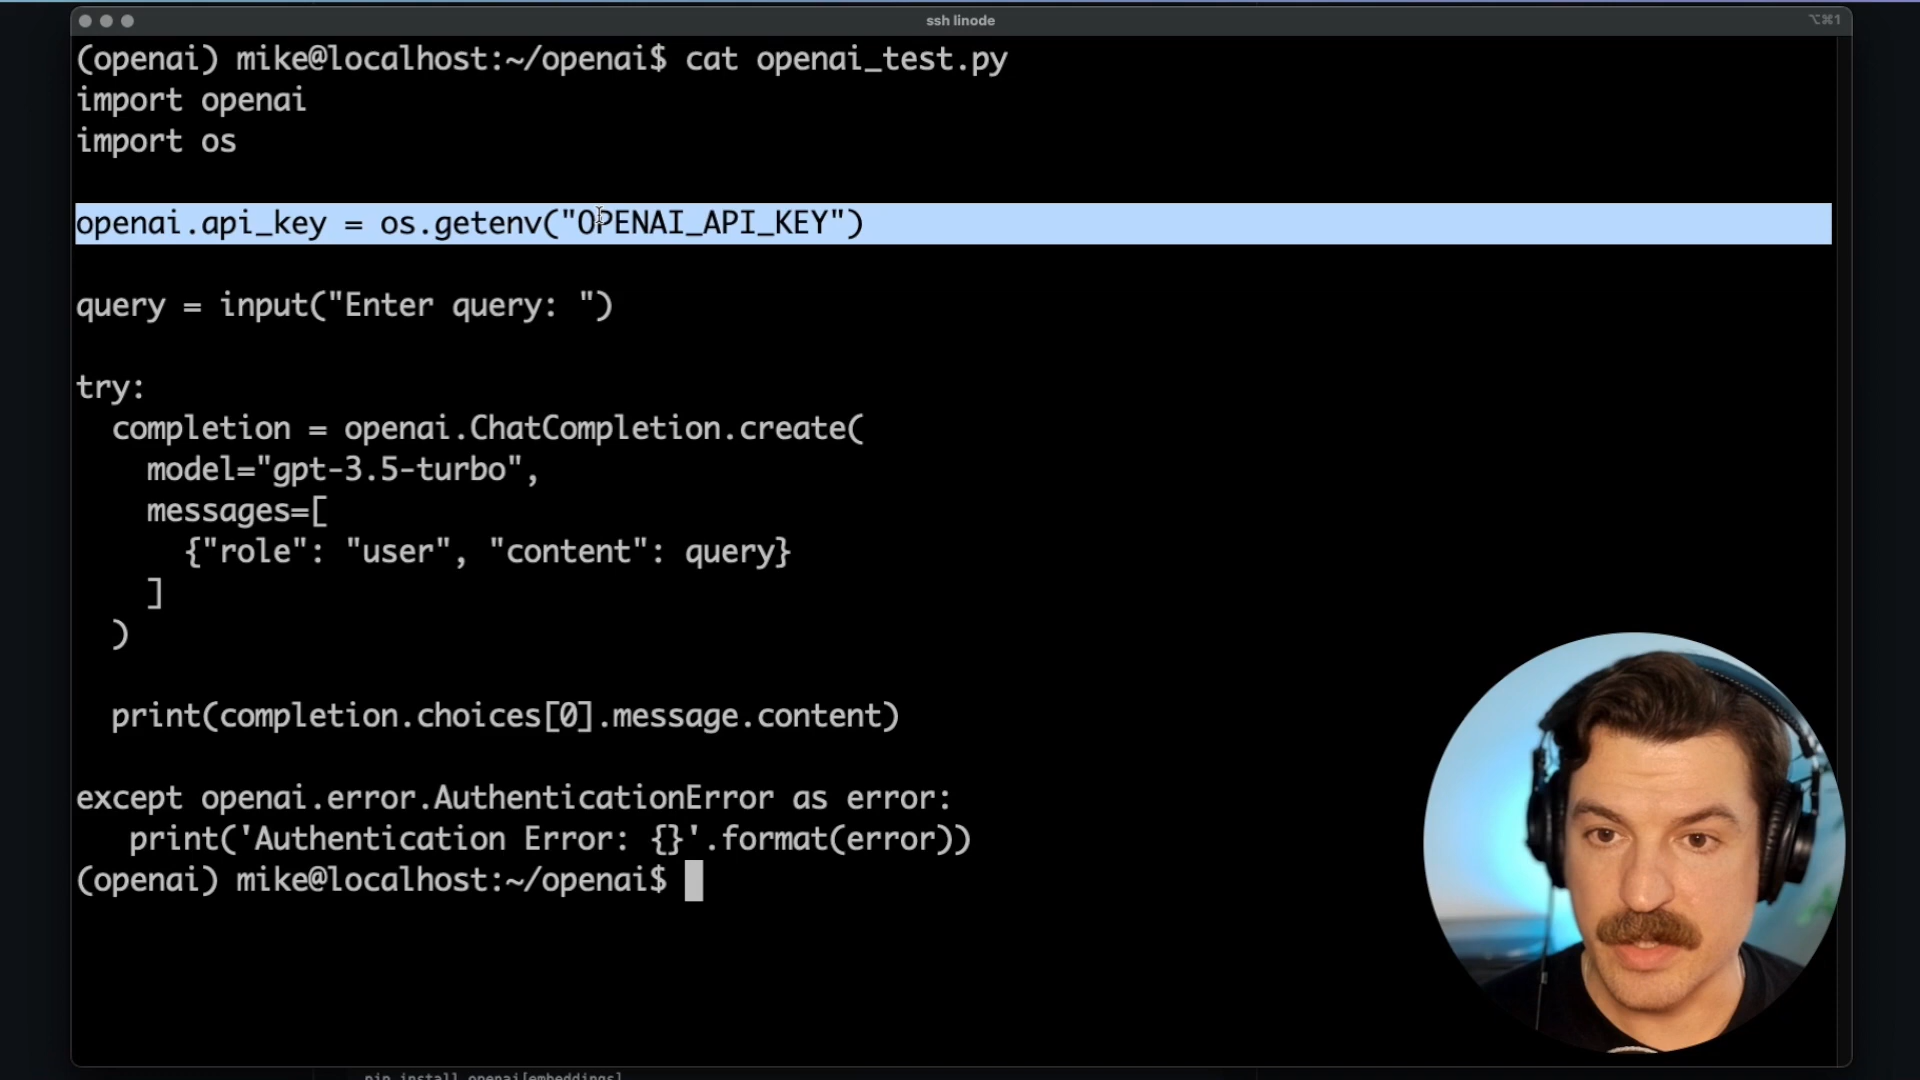 ssh linode
⌥⌘1
(openai) mike@localhost:~/openai$ cat openai_test.py
import openai
import os
openai.api_key = os.getenv("OPENAI_API_KEY")
query = input("Enter query: ")
try:
  completion = openai.ChatCompletion.create(
    model="gpt-3.5-turbo",
    messages=[
      {"role": "user", "content": query}
    ]
  )
  print(completion.choices[0].message.content)
except openai.error.AuthenticationError as error:
   print('Authentication Error: {}'.format(error))
(openai) mike@localhost:~/openai$
pip install openai[embeddings]